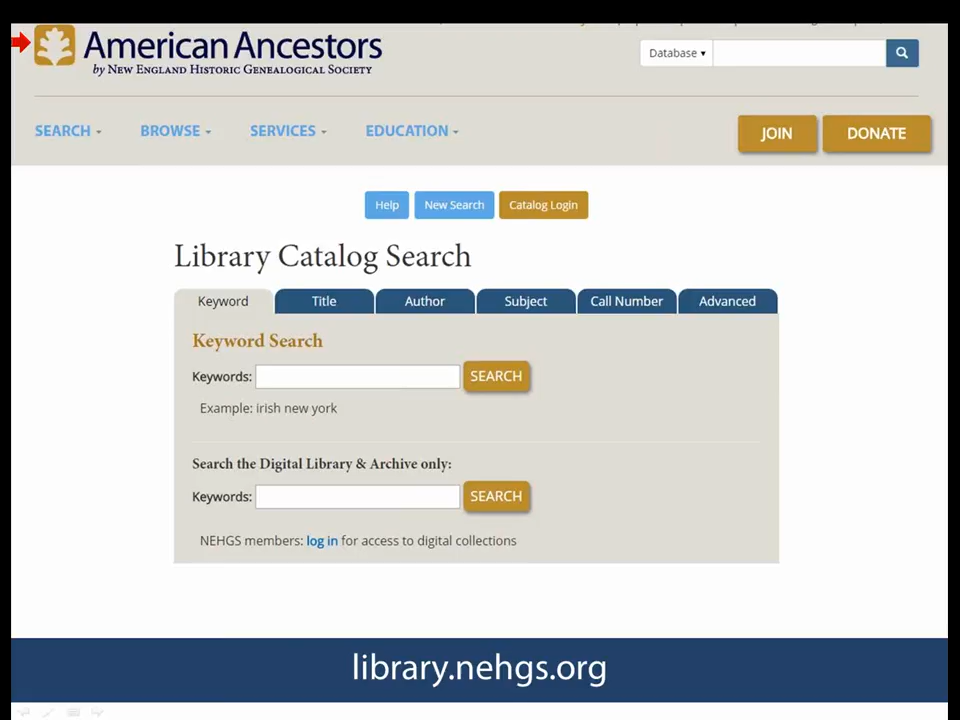 American Ancestors
by NEW ENGLAND HISTORIC GENEALOGICAL SOCIETY
Database
SEARCH
BROWSE
SERVICES
EDUCATION
JOIN
DONATE
Help
New Search
Catalog Login
Library Catalog Search
Keyword
Title
Author
Subject
Call Number
Advanced
Keyword Search
Keywords:
SEARCH
Example: irish new york
Search the Digital Library & Archive only:
Keywords:
SEARCH
NEHGS members: log in for access to digital collections
library.nehgs.org